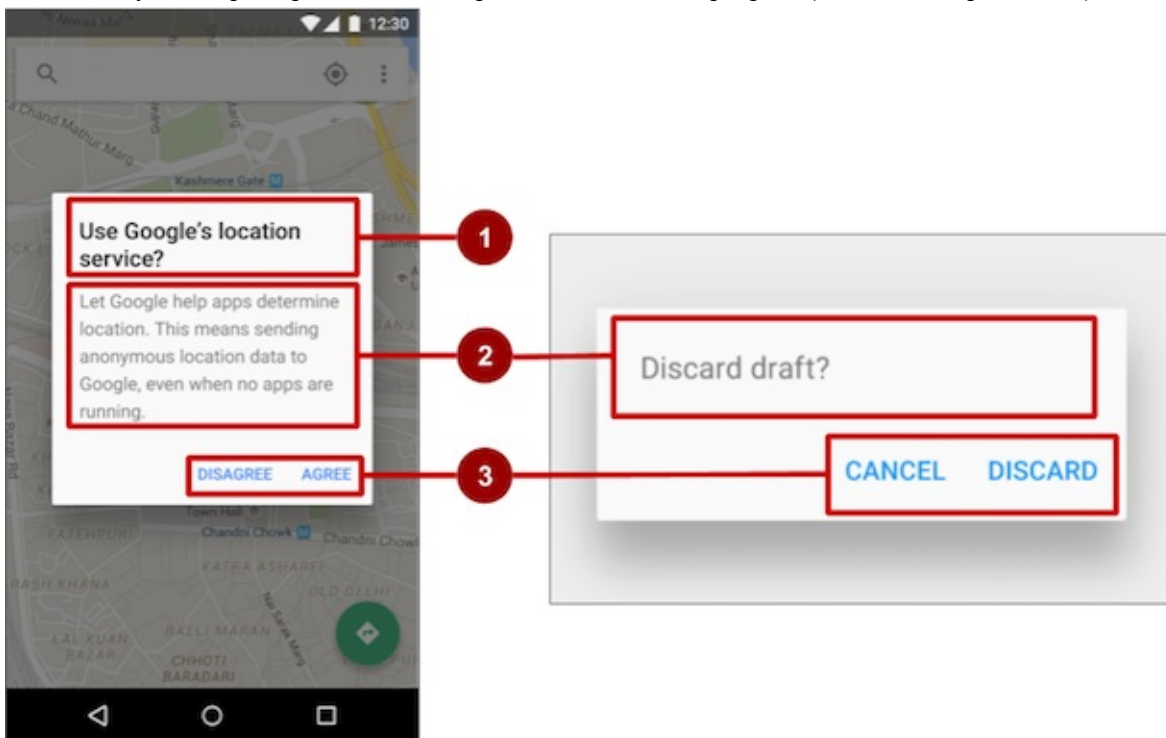 12:30
a Chand Mathur Marg
Kashmere Gate
Use Google's location
service?
Let Google help apps determine
location. This means sending
anonymous location data to
Google, even when no apps are
running.
DISAGREE AGREE
1
2
3
Discard draft?
CANCEL DISCARD
Town Hall
FATEHPURI
Chandni Chowk
Chandni Chowk
KATRA ASHARFI
OLD DELHI
Nai Sarak Marg
LAL KUAN
BAZAR
BALLI MARAN
CHHOTI
BARADARI